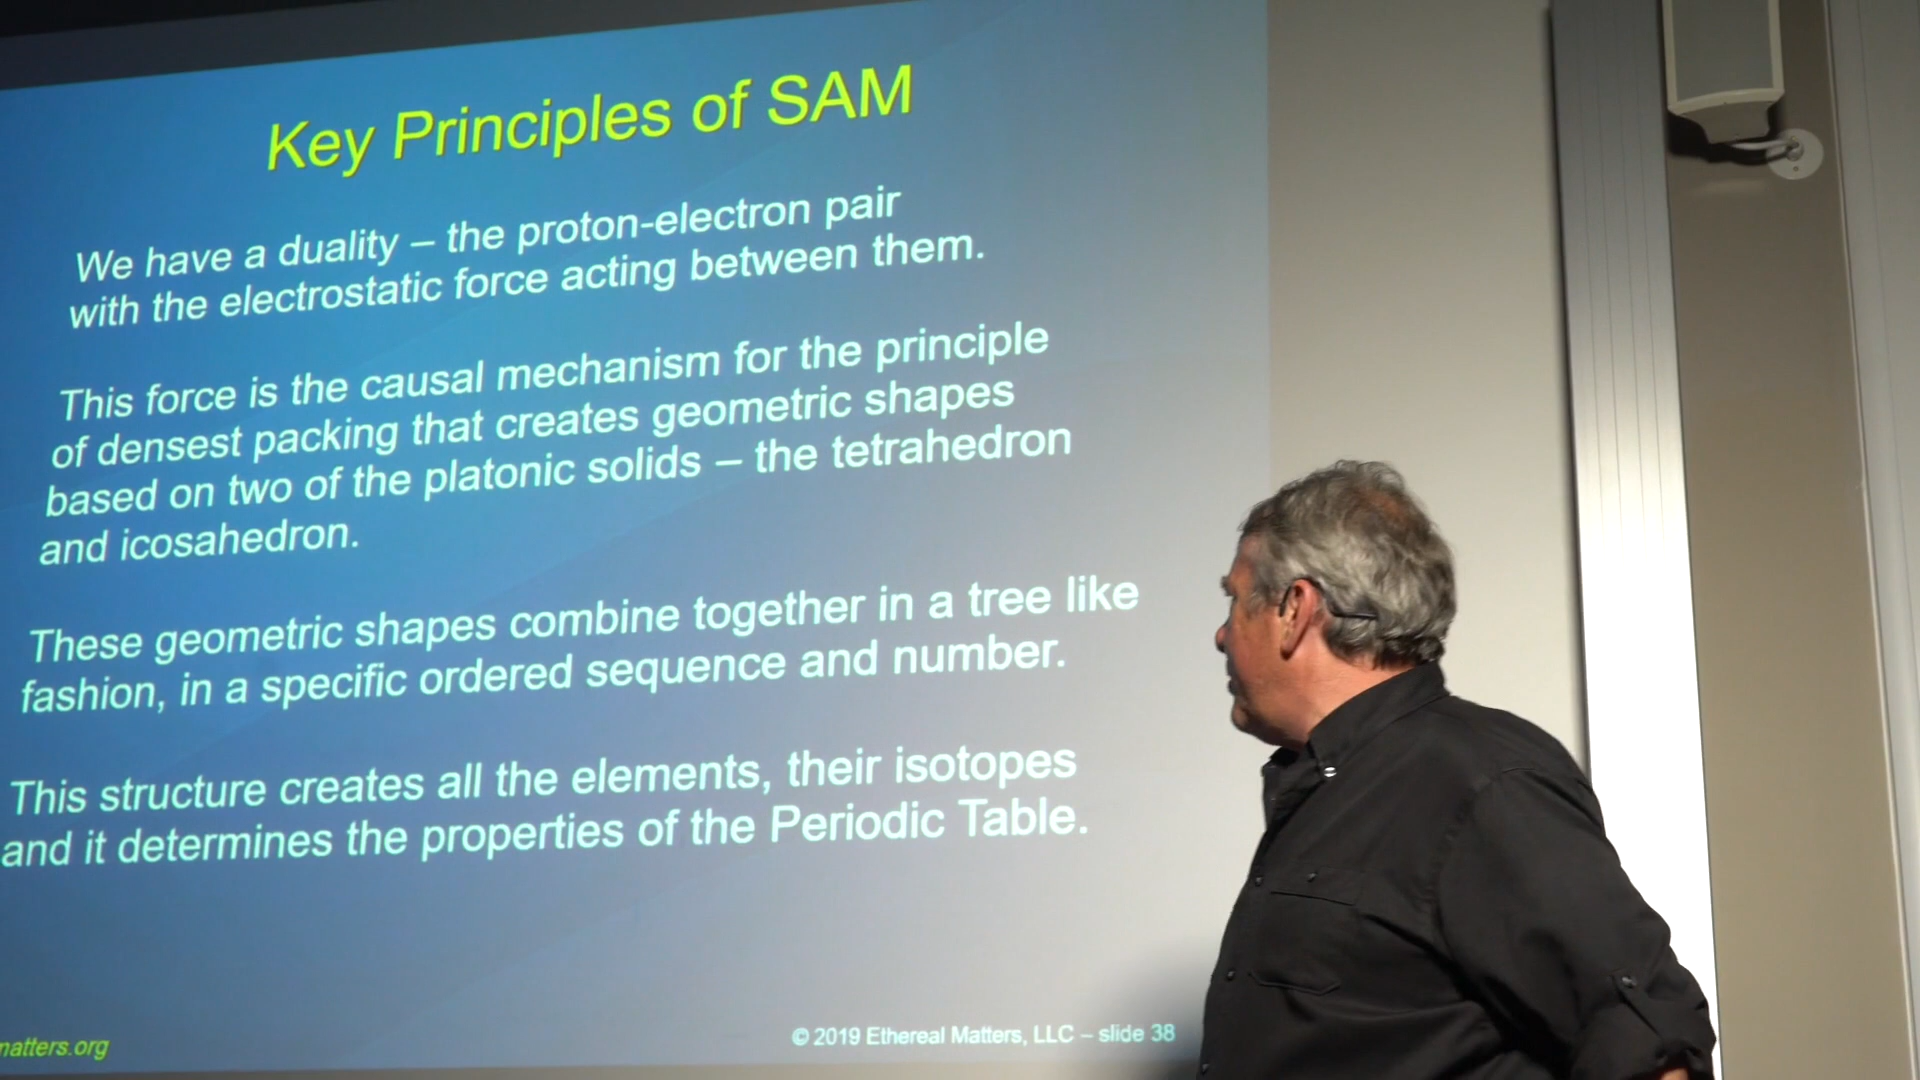 Key Principles of SAM
We have a duality – the proton-electron pair
with the electrostatic force acting between them.
This force is the causal mechanism for the principle
of densest packing that creates geometric shapes
based on two of the platonic solids – the tetrahedron
and icosahedron.
These geometric shapes combine together in a tree like
fashion, in a specific ordered sequence and number.
This structure creates all the elements, their isotopes
and it determines the properties of the Periodic Table.
matters.org
© 2019 Ethereal Matters, LLC – slide 38